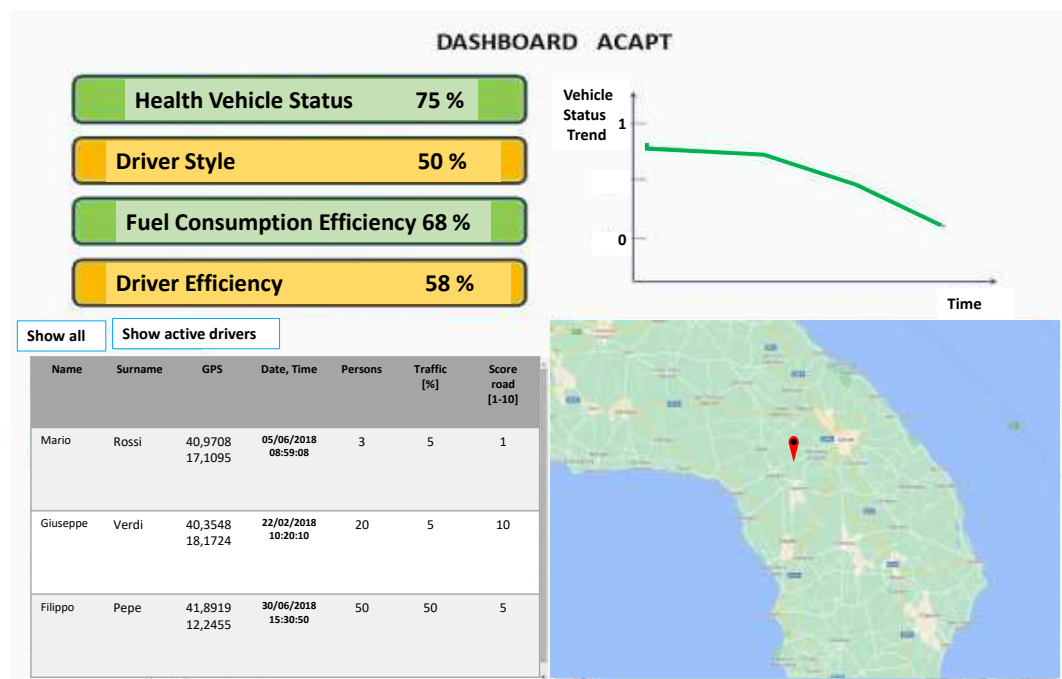 DASHBOARD ACAPT
Health Vehicle Status 75 %
Driver Style 50 %
Fuel Consumption Efficiency 68 %
Driver Efficiency 58 %
Vehicle
Status
Trend
1
0
Time
Show all
Show active drivers
Name Surname GPS Date, Time Persons Traffic [%] Score road [1-10]
Mario Rossi 40,9708 05/06/2018 3 5 1
17,1095 08:59:08
Giuseppe Verdi 40,3548 22/02/2018 20 5 10
18,1724 10:20:10
Filippo Pepe 41,8919 30/06/2018 50 50 5
12,2455 15:30:50